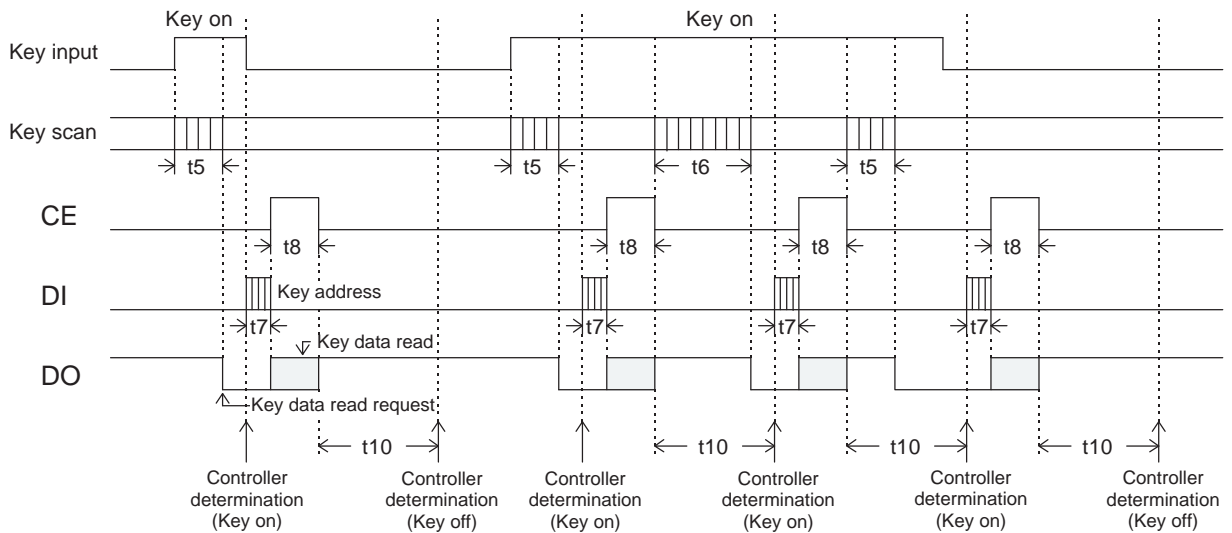 Key on Key on
Key input
Key scan
t5 t5 t6 t5
CE
t8 t8 t8 t8
DI
Key address
t7 t7 t7 t7
Key data read
DO
Key data read request
t10 t10 t10 t10
Controller
determination
(Key on)
Controller
determination
(Key off)
Controller
determination
(Key on)
Controller
determination
(Key on)
Controller
determination
(Key on)
Controller
determination
(Key off)